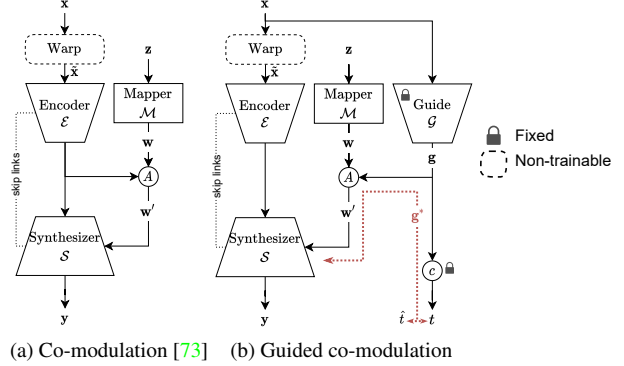 x
Warp
x̃
Encoder
ℰ
z
Mapper
ℳ
w
A
w′
skip links
Synthesizer
𝒮
y
x
Warp
x̃
Encoder
ℰ
z
Mapper
ℳ
w
A
w′
skip links
Synthesizer
𝒮
y
Guide
𝒢
g
g*
c
t̂
t
Fixed
Non-trainable
(a) Co-modulation [73]
(b) Guided co-modulation